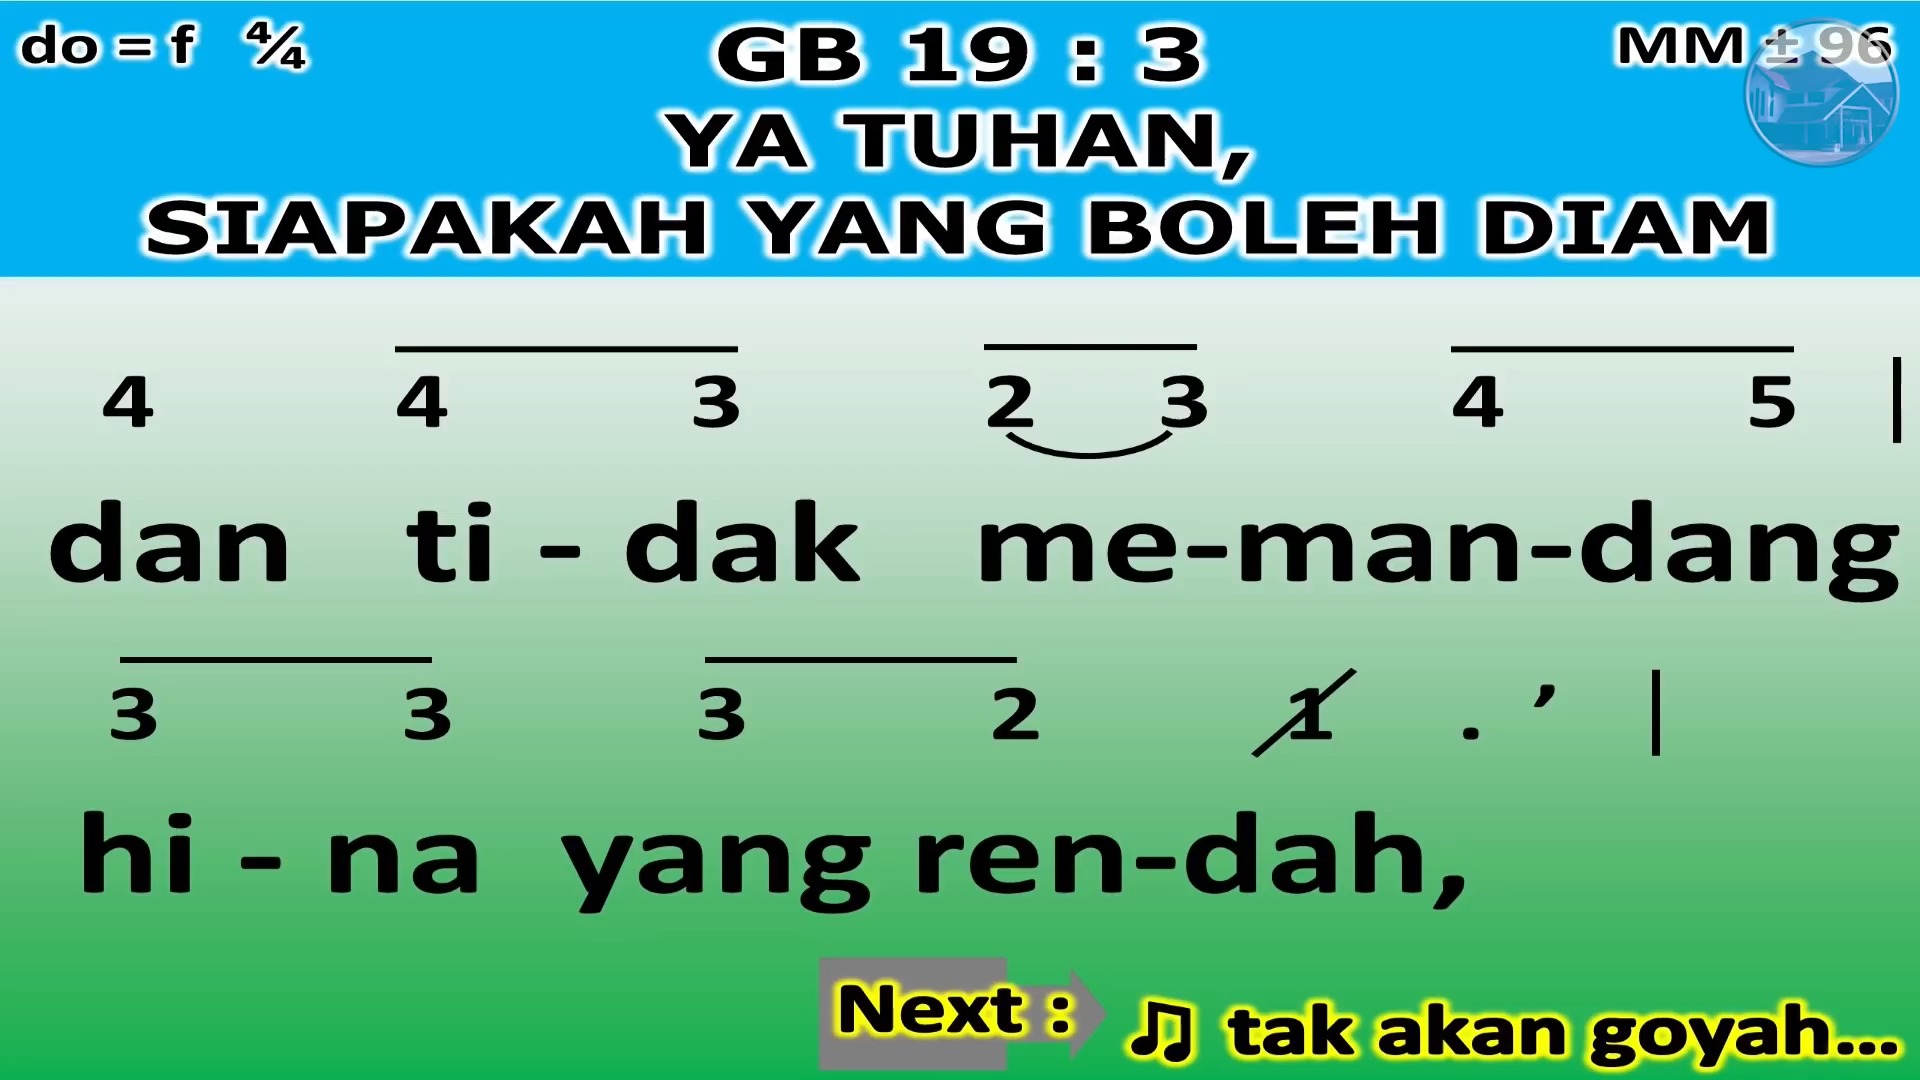 do = f 4/4
GB 19 : 3
MM ± 96
YA TUHAN,
SIAPAKAH YANG BOLEH DIAM
4 4 3 2 3 4 5 |
dan ti - dak me-man-dang
3 3 3 2 1 . ’ |
hi - na yang ren-dah,
Next : ♫ tak akan goyah...